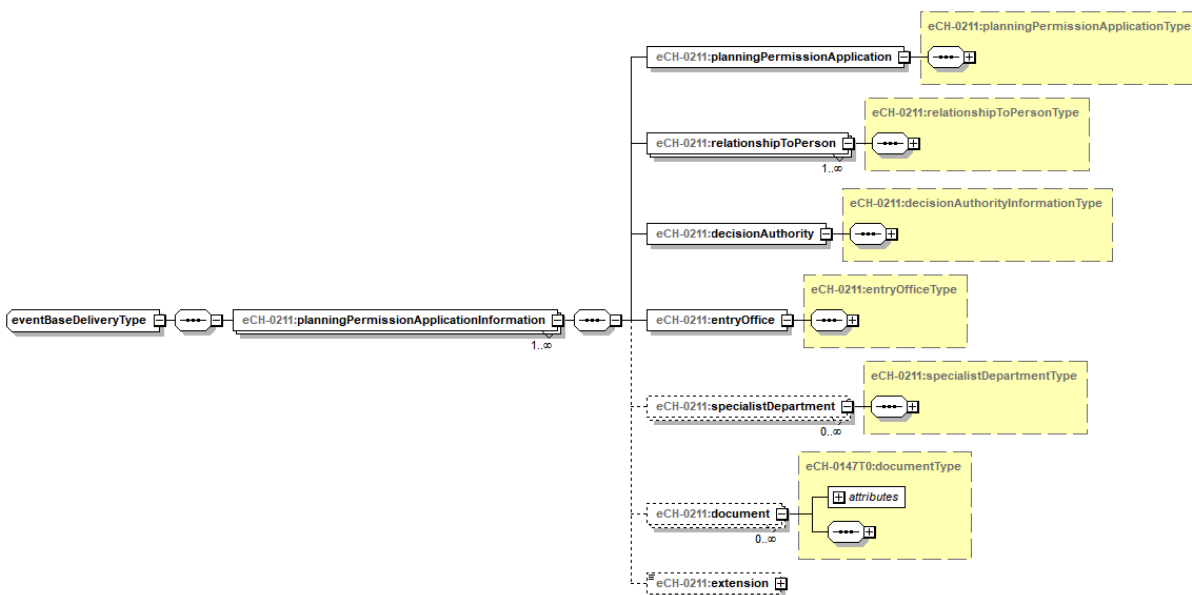 eCH-0211:planningPermissionApplicationType
eCH-0211:planningPermissionApplication
eCH-0211:relationshipToPersonType
eCH-0211:relationshipToPerson
1..∞
eCH-0211:decisionAuthorityInformationType
eCH-0211:decisionAuthority
eCH-0211:entryOfficeType
eventBaseDeliveryType
eCH-0211:planningPermissionApplicationInformation
1..∞
eCH-0211:entryOffice
eCH-0211:specialistDepartmentType
eCH-0211:specialistDepartment
0..∞
eCH-0147T0:documentType
attributes
eCH-0211:document
0..∞
eCH-0211:extension